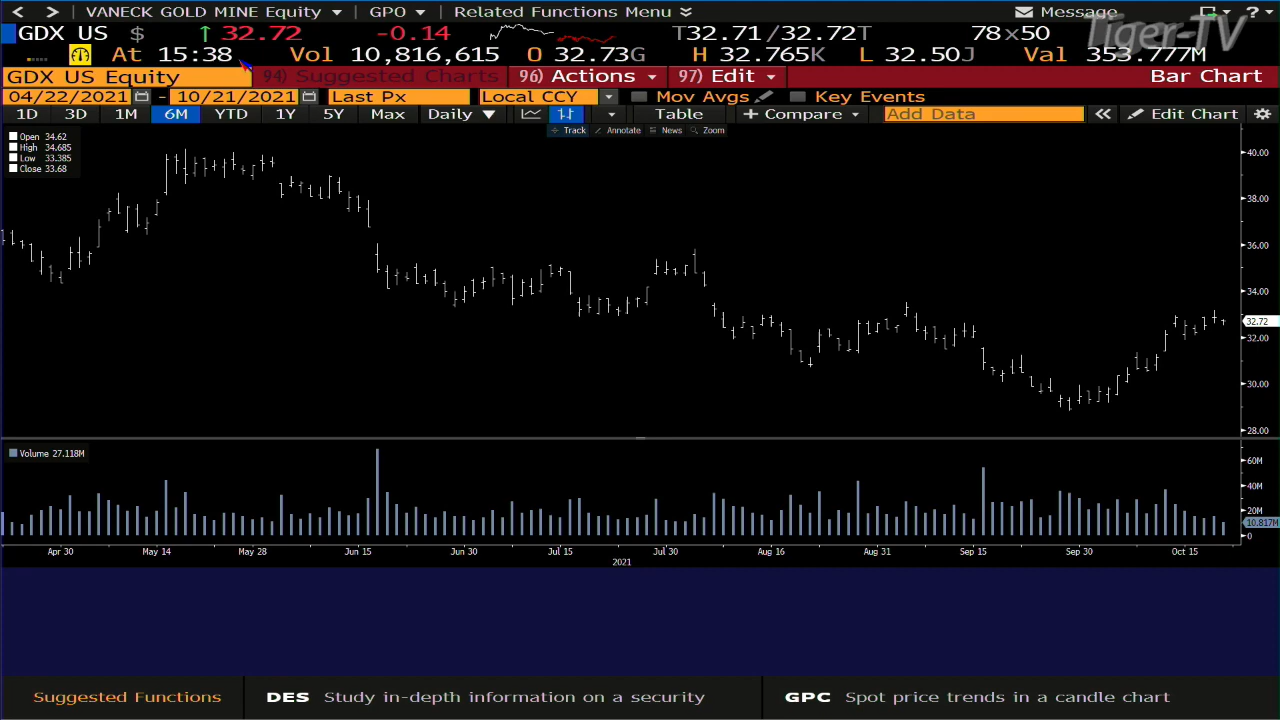 < > VANECK GOLD MINE Equity GPO Related Functions Menu Message ?
GDX US $ ↑ 32.72 -0.14 T32.71/32.72T 78×50
Tiger-TV
At 15:38 Vol 10,816,615 O 32.73G H 32.765K L 32.50J Val 353.777M
GDX US Equity 94) Suggested Charts 96) Actions 97) Edit Bar Chart
04/22/2021 - 10/21/2021 Last Px Local CCY Mov Avgs Key Events
1D 3D 1M 6M YTD 1Y 5Y Max Daily ▼ Table + Compare Add Data « Edit Chart
Track Annotate News Zoom
Open 34.62
High 34.685
Low 33.385
Close 33.68
40.00
38.00
36.00
34.00
32.72
32.00
30.00
28.00
Volume 27.118M
60M
40M
20M
10.817M
0
Apr 30 May 14 May 28 Jun 15 Jun 30 Jul 15 Jul 30 Aug 16 Aug 31 Sep 15 Sep 30 Oct 15
2021
Suggested Functions DES Study in-depth information on a security GPC Spot price trends in a candle chart